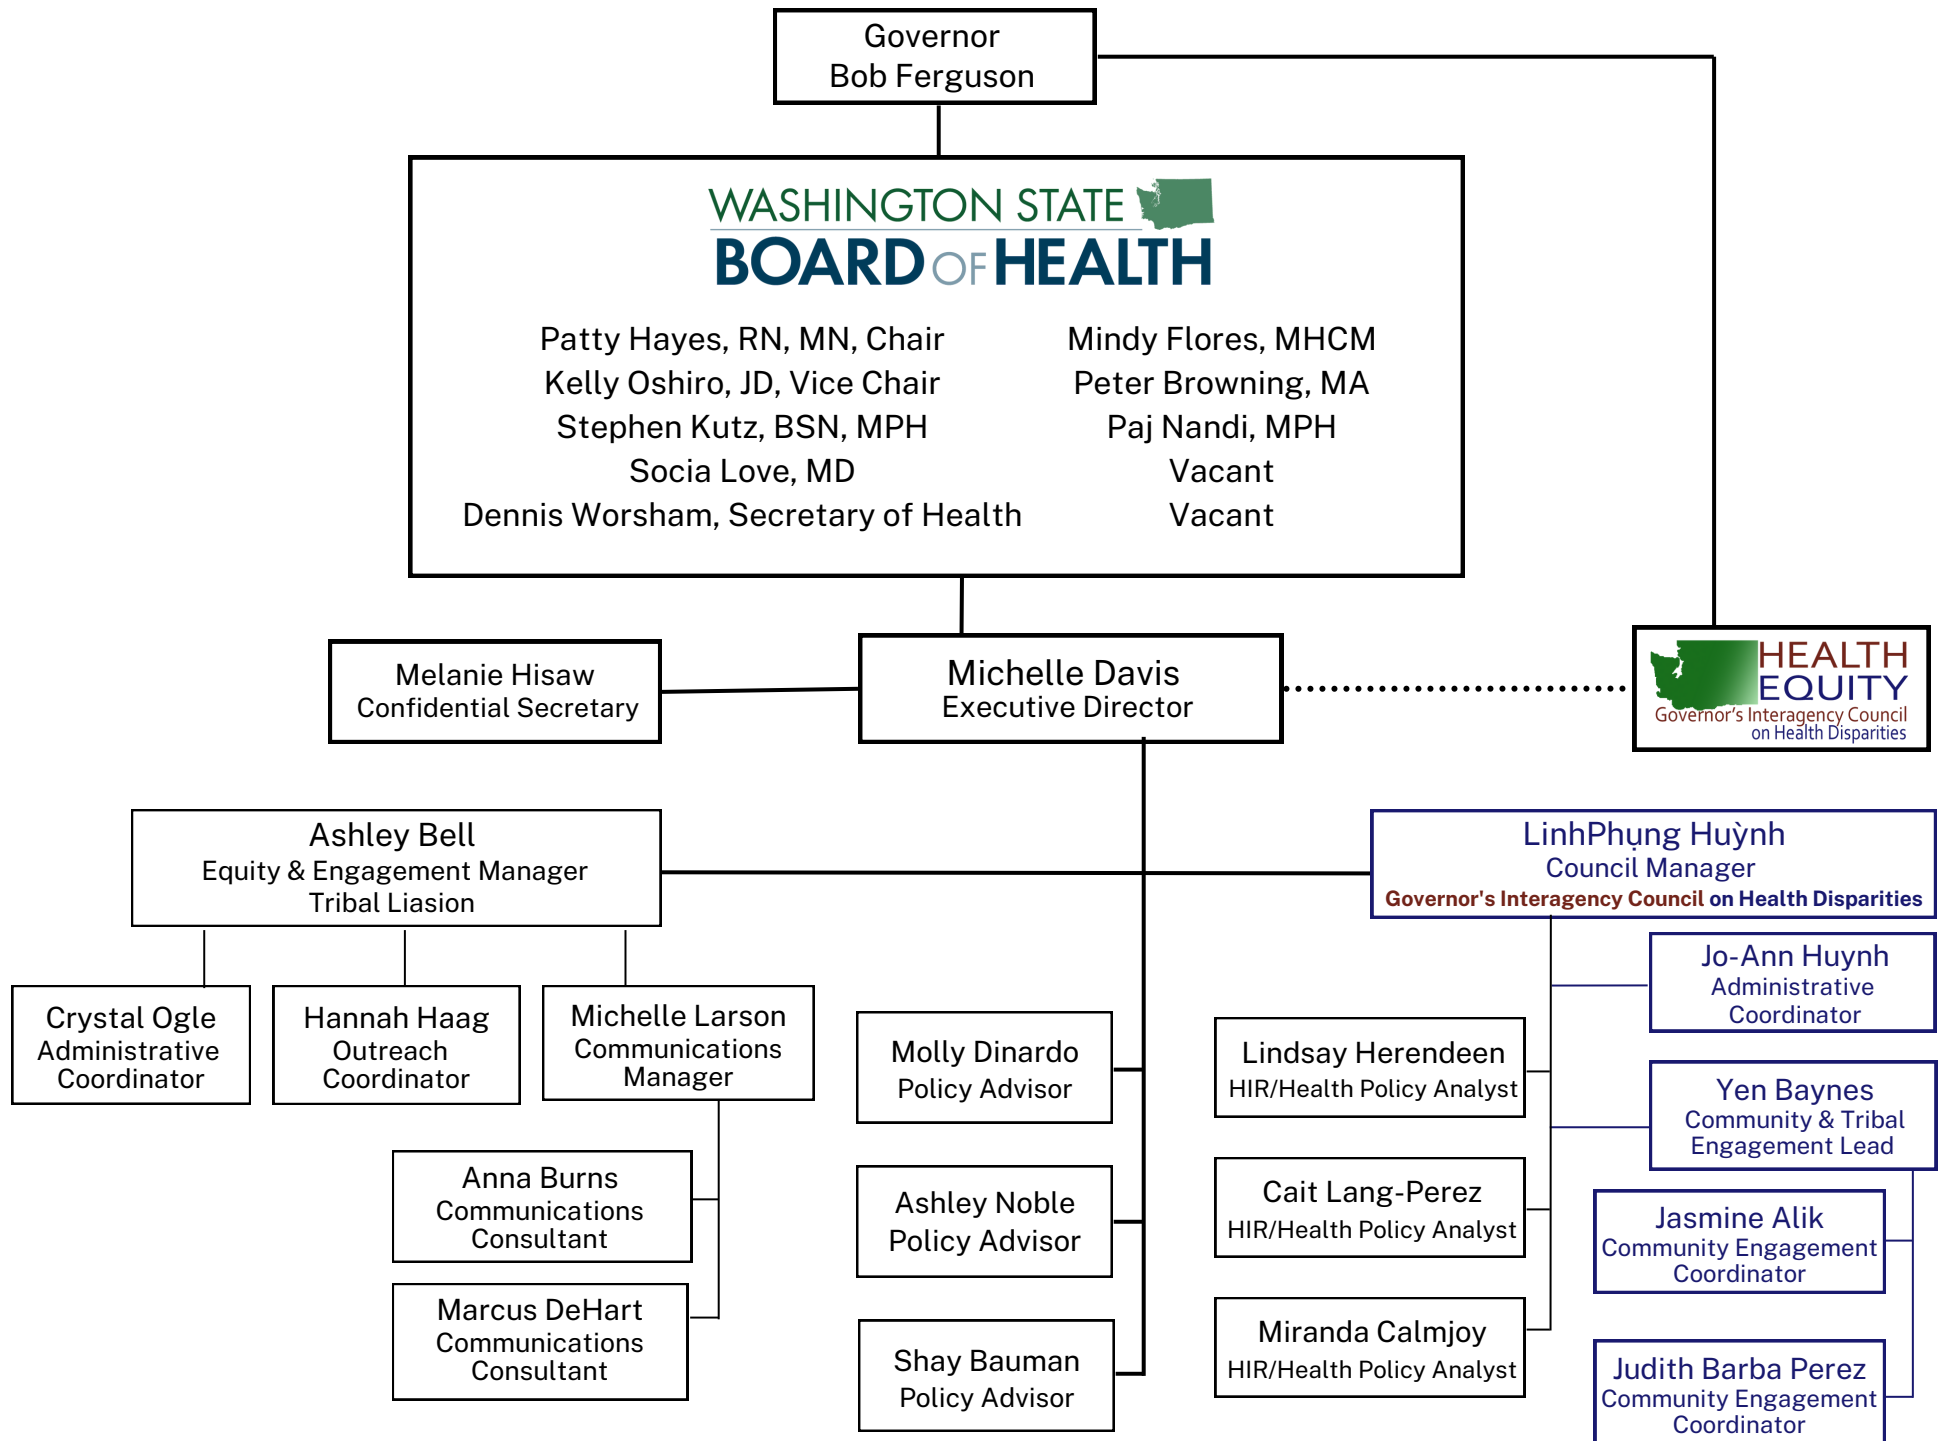 Governor
Bob Ferguson
WASHINGTON STATE
BOARD OF HEALTH
Patty Hayes, RN, MN, Chair
Kelly Oshiro, JD, Vice Chair
Stephen Kutz, BSN, MPH
Socia Love, MD
Dennis Worsham, Secretary of Health
Mindy Flores, MHCM
Peter Browning, MA
Paj Nandi, MPH
Vacant
Vacant
Melanie Hisaw
Confidential Secretary
Michelle Davis
Executive Director
HEALTH
EQUITY
Governor's Interagency Council
on Health Disparities
Ashley Bell
Equity & Engagement Manager
Tribal Liasion
LinhPhụng Huỳnh
Council Manager
Governor's Interagency Council on Health Disparities
Crystal Ogle
Administrative
Coordinator
Hannah Haag
Outreach
Coordinator
Michelle Larson
Communications
Manager
Anna Burns
Communications
Consultant
Marcus DeHart
Communications
Consultant
Molly Dinardo
Policy Advisor
Ashley Noble
Policy Advisor
Shay Bauman
Policy Advisor
Lindsay Herendeen
HIR/Health Policy Analyst
Cait Lang-Perez
HIR/Health Policy Analyst
Miranda Calmjoy
HIR/Health Policy Analyst
Jo-Ann Huynh
Administrative
Coordinator
Yen Baynes
Community & Tribal
Engagement Lead
Jasmine Alik
Community Engagement
Coordinator
Judith Barba Perez
Community Engagement
Coordinator